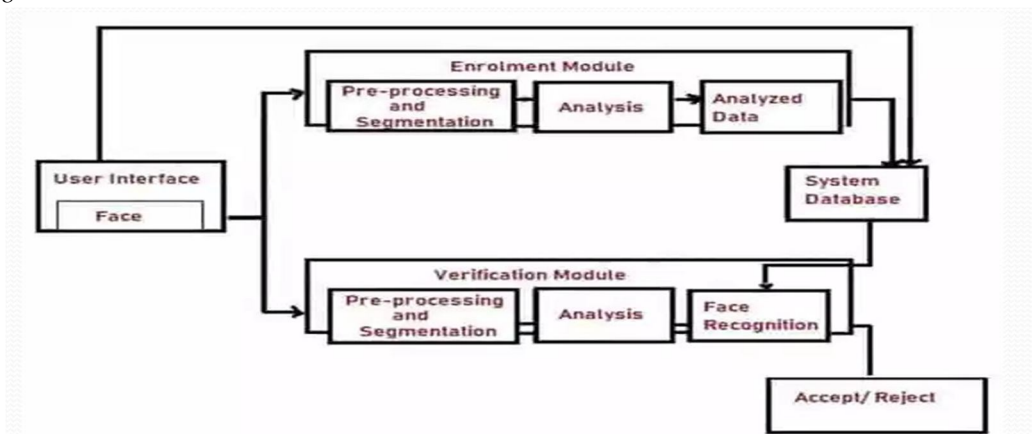 Enrolment Module
Pre-processing
and
Segmentation
Analysis
Analyzed
Data
User Interface
Face
System
Database
Verification Module
Pre-processing
and
Segmentation
Analysis
Face
Recognition
Accept/ Reject